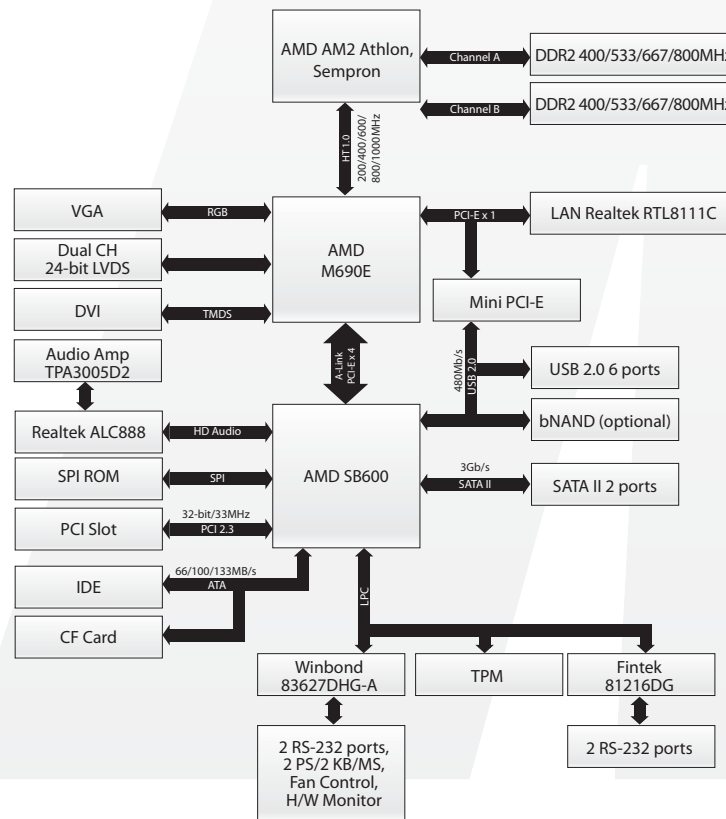 AMD AM2 Athlon,
Sempron
Channel A
DDR2 400/533/667/800MHz
Channel B
DDR2 400/533/667/800MHz
HT 1.0
200/400/600/
800/1000MHz
VGA
RGB
Dual CH
24-bit LVDS
DVI
TMDS
AMD
M690E
PCI-E x 1
LAN Realtek RTL8111C
Mini PCI-E
Audio Amp
TPA3005D2
A-Link
PCI-E x 4
480Mb/s
USB 2.0
USB 2.0 6 ports
bNAND (optional)
Realtek ALC888
HD Audio
SPI ROM
SPI
AMD SB600
3Gb/s
SATA II
SATA II 2 ports
PCI Slot
32-bit/33MHz
PCI 2.3
IDE
66/100/133MB/s
ATA
CF Card
LPC
Winbond
83627DHG-A
TPM
Fintek
81216DG
2 RS-232 ports,
2 PS/2 KB/MS,
Fan Control,
H/W Monitor
2 RS-232 ports